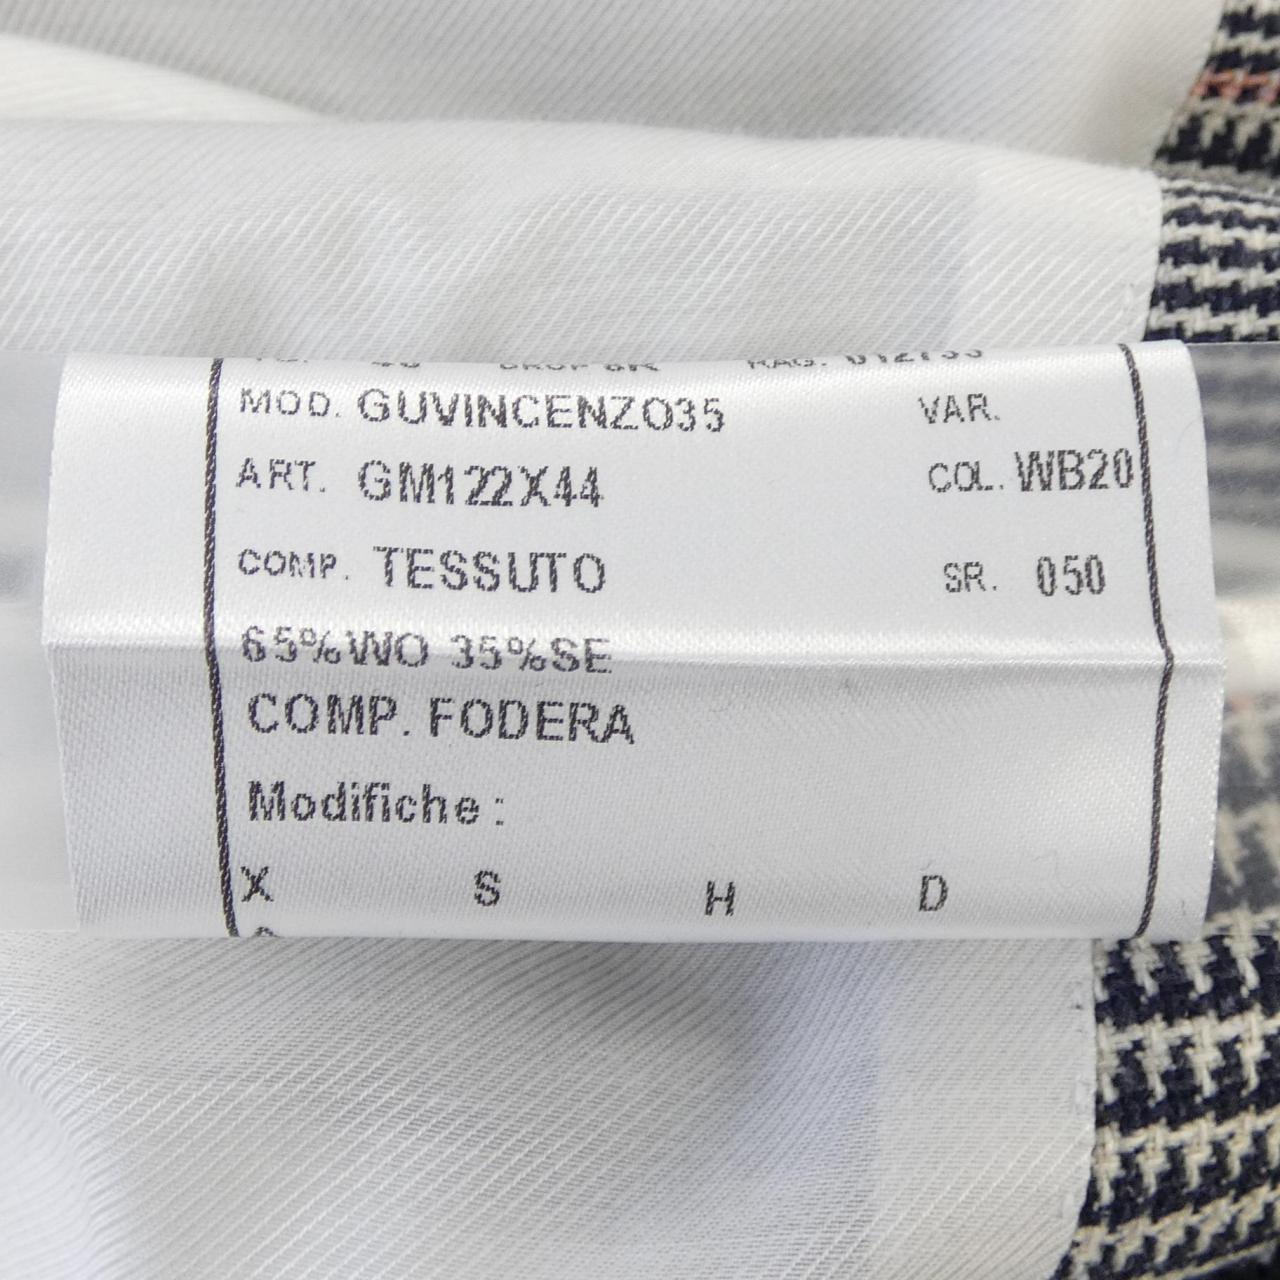 MOD. GUVINCENZO35 VAR.
ART. GM122X44 COL. WB20
COMP. TESSUTO SR. 050
65%WO 35%SE
COMP. FODERA
Modifiche:
X S H D